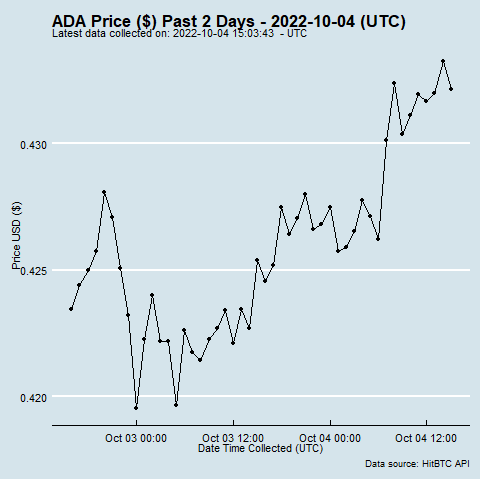 ADA Price ($) Past 2 Days - 2022-10-04 (UTC)
Latest data collected on: 2022-10-04 15:03:43  - UTC
0.430
Price USD ($)
0.425
0.420
Oct 03 00:00 Oct 03 12:00 Oct 04 00:00 Oct 04 12:00
Date Time Collected (UTC)
Data source: HitBTC API